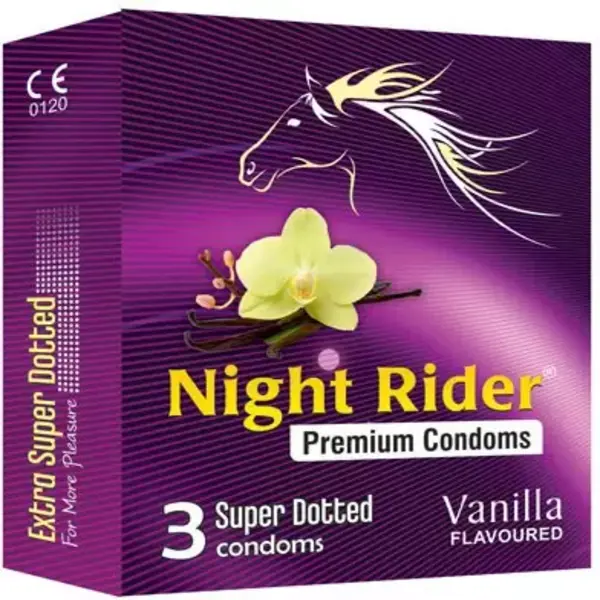 CE
0120
Extra Super Dotted
For More Pleasure
Night Rider®
Premium Condoms
3 Super Dotted
condoms
Vanilla
FLAVOURED